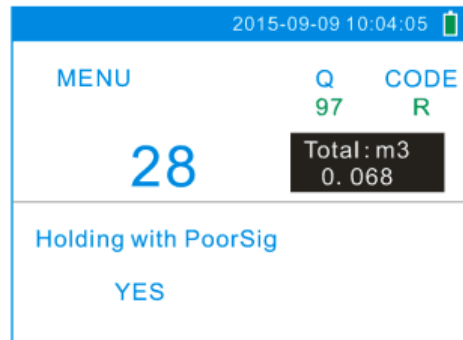 2015-09-09 10:04:05
MENU Q CODE
97 R
28 Total:m3
0.068
Holding with PoorSig
YES